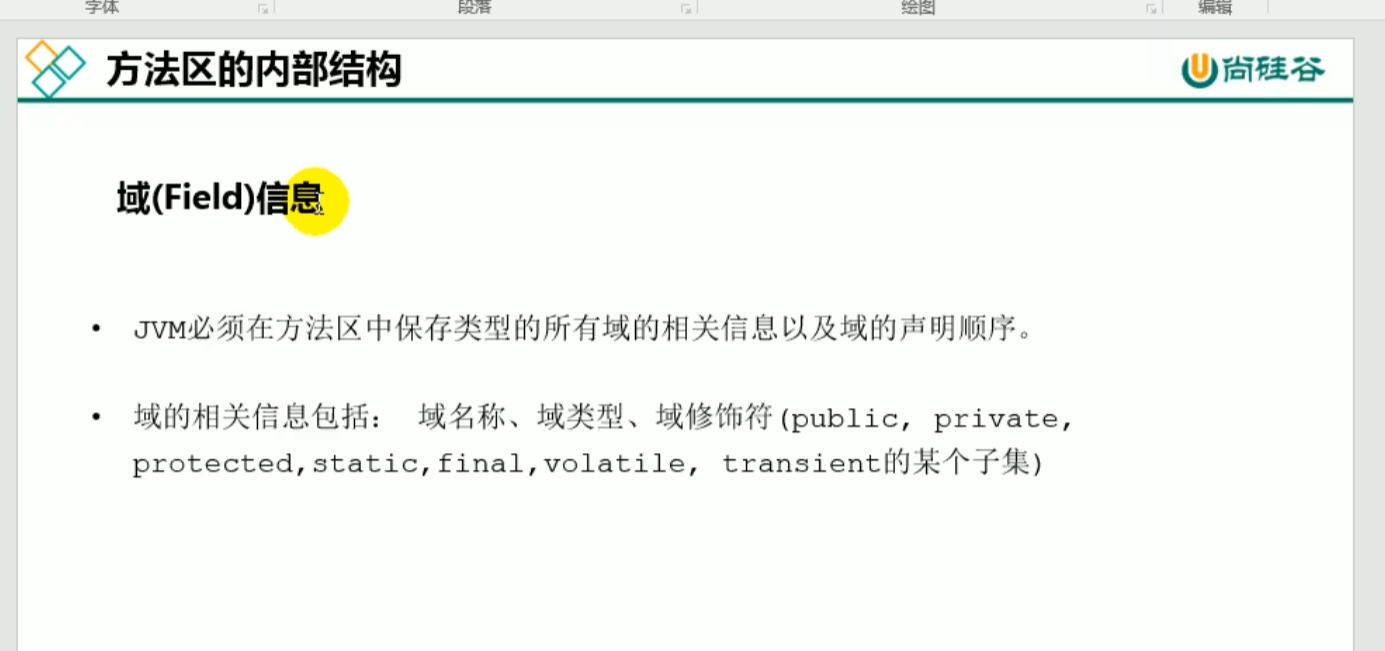 字体 段落 绘图 编辑
方法区的内部结构 尚硅谷
域(Field)信息
• JVM必须在方法区中保存类型的所有域的相关信息以及域的声明顺序。
• 域的相关信息包括： 域名称、域类型、域修饰符(public, private,
protected,static,final,volatile, transient的某个子集)